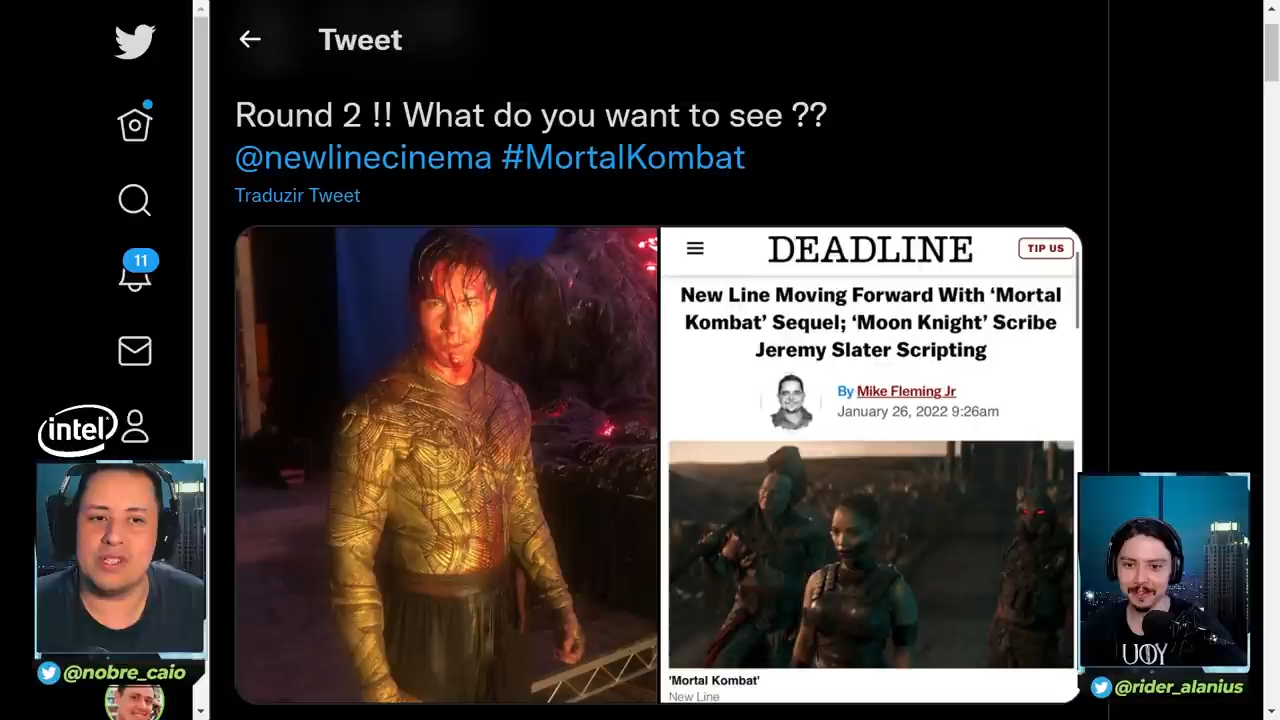 Tweet
Round 2 !! What do you want to see ??
@newlinecinema #MortalKombat
Traduzir Tweet
DEADLINE
TIP US
New Line Moving Forward With ‘Mortal
Kombat’ Sequel; ‘Moon Knight’ Scribe
Jeremy Slater Scripting
By Mike Fleming Jr
January 26, 2022 9:26am
'Mortal Kombat'
New Line
11
intel
@nobre_caio
UOY
@rider_alanius